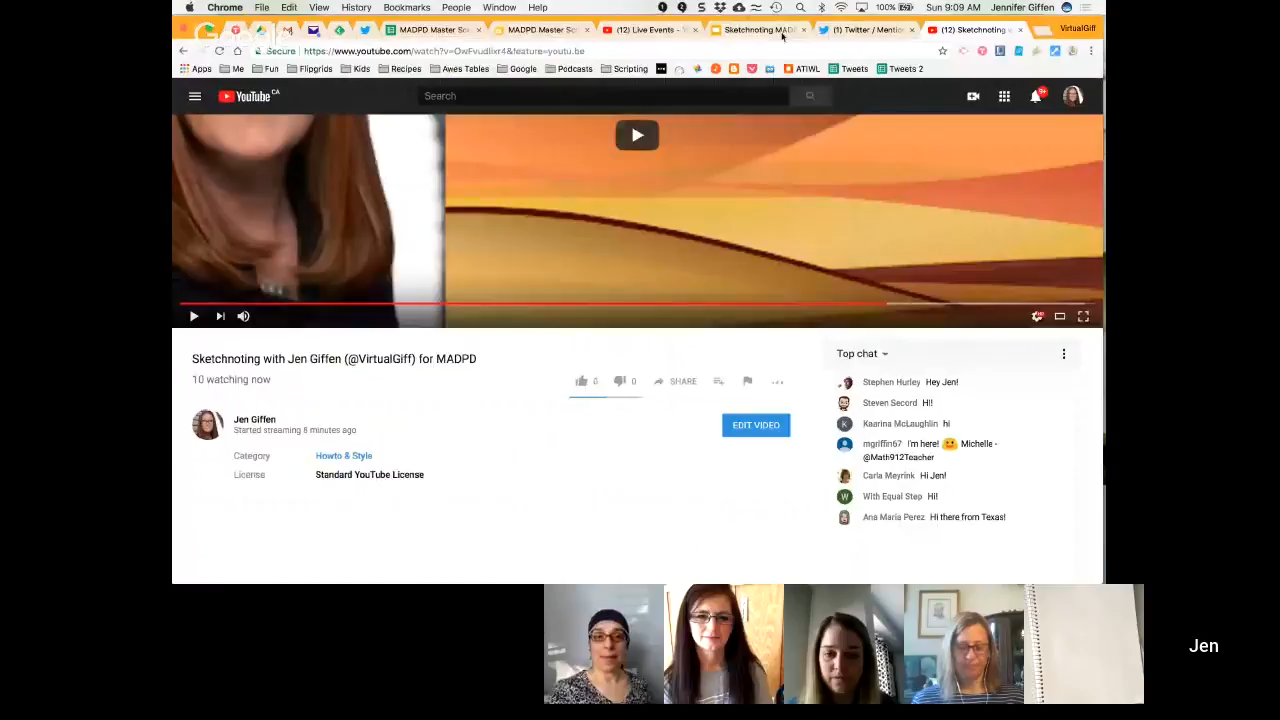 Chrome File Edit View History Bookmarks People Window Help 100% Sun 9:09 AM Jennifer Giffen
MADPD Master Sc MADPD Master Sc (12) Live Events - Y Sketchnoting MAD (1) Twitter / Mentio (12) Sketchnoting VirtualGiff
Secure https://www.youtube.com/watch?v=OwFvudlixr4&feature=youtu.be
Apps Me Fun Flipgrids Kids Recipes Awes Tables Google Podcasts Scripting ATIWL Tweets Tweets 2
YouTube CA Search 9+
Sketchnoting with Jen Giffen (@VirtualGiff) for MADPD
10 watching now
6 0 SHARE
Jen Giffen
Started streaming 8 minutes ago
EDIT VIDEO
Category Howto & Style
License Standard YouTube License
Top chat
Stephen Hurley Hey Jen!
Steven Secord Hi!
Kaarina McLaughlin hi
mgriffin67 I'm here! Michelle -
@Math912Teacher
Carla Meyrink Hi Jen!
With Equal Step Hi!
Ana Maria Perez Hi there from Texas!
Jen